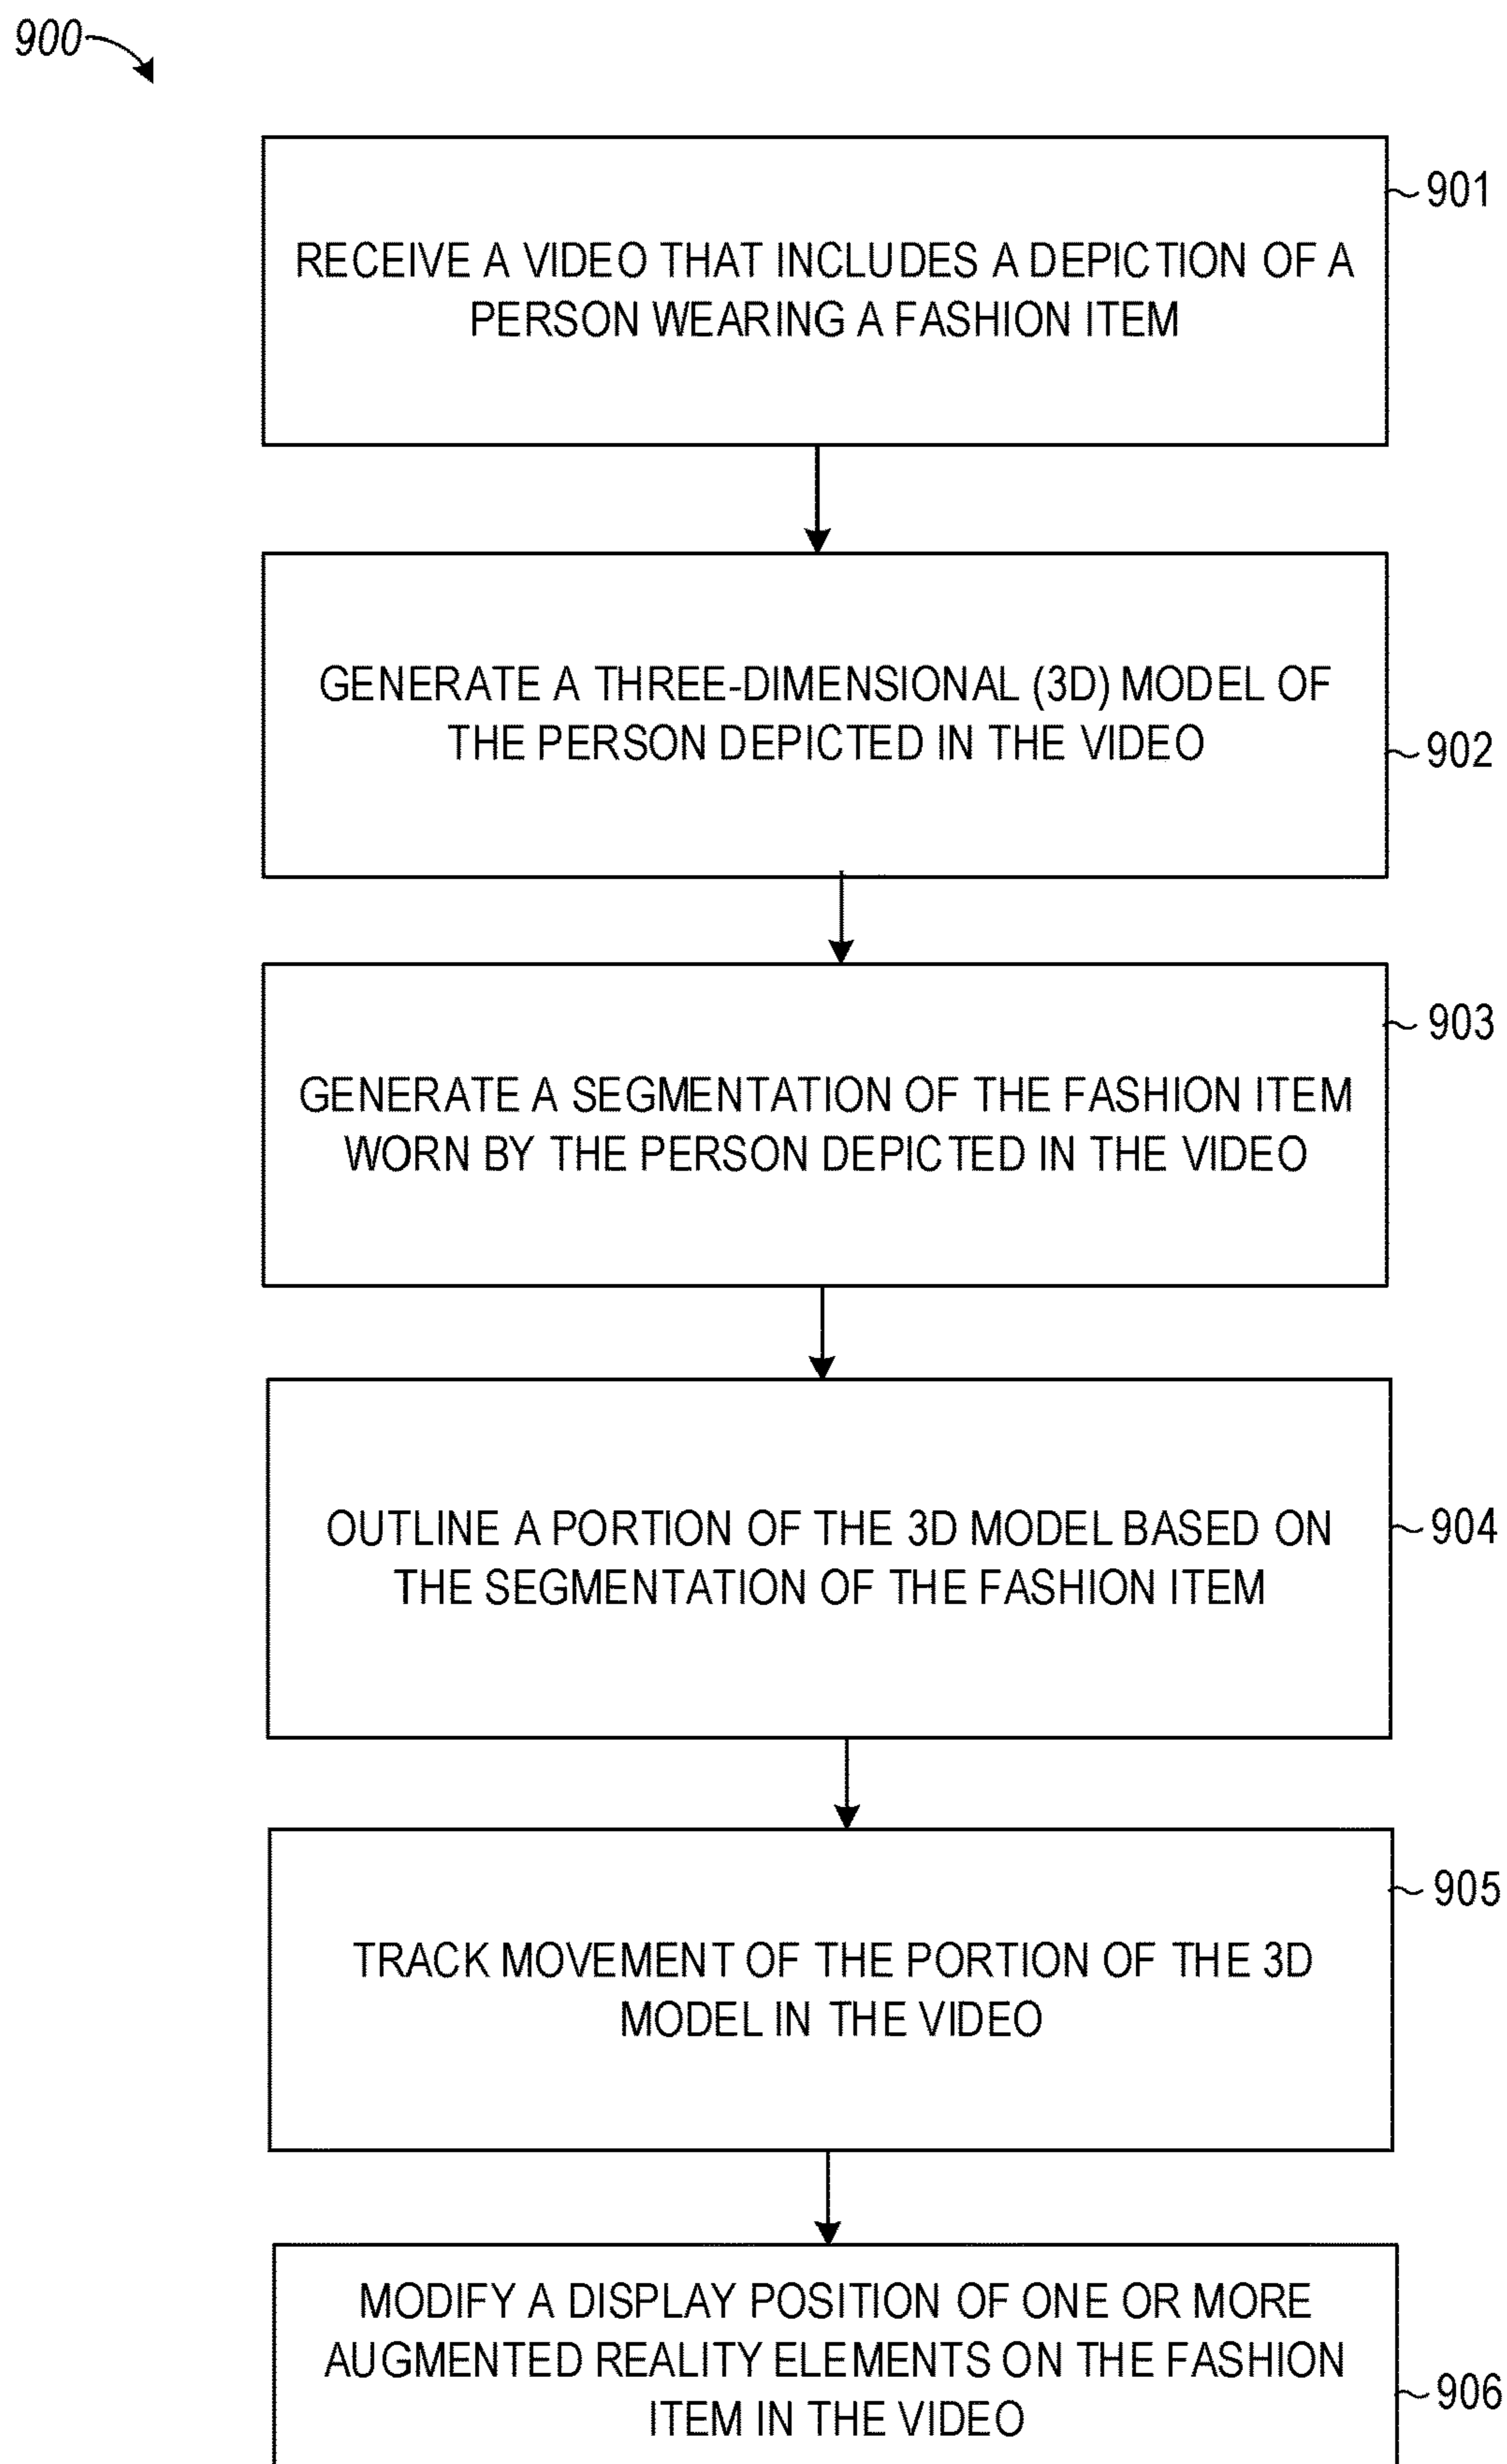 900
901
RECEIVE A VIDEO THAT INCLUDES A DEPICTION OF A
PERSON WEARING A FASHION ITEM
GENERATE A THREE-DIMENSIONAL (3D) MODEL OF
THE PERSON DEPICTED IN THE VIDEO
902
903
GENERATE A SEGMENTATION OF THE FASHION ITEM
WORN BY THE PERSON DEPICTED IN THE VIDEO
OUTLINE A PORTION OF THE 3D MODEL BASED ON
904
THE SEGMENTATION OF THE FASHION ITEM
905
TRACK MOVEMENT OF THE PORTION OF THE 3D
MODEL IN THE VIDEO
MODIFY A DISPLAY POSITION OF ONE OR MORE
AUGMENTED REALITY ELEMENTS ON THE FASHION
906
ITEM IN THE VIDEO